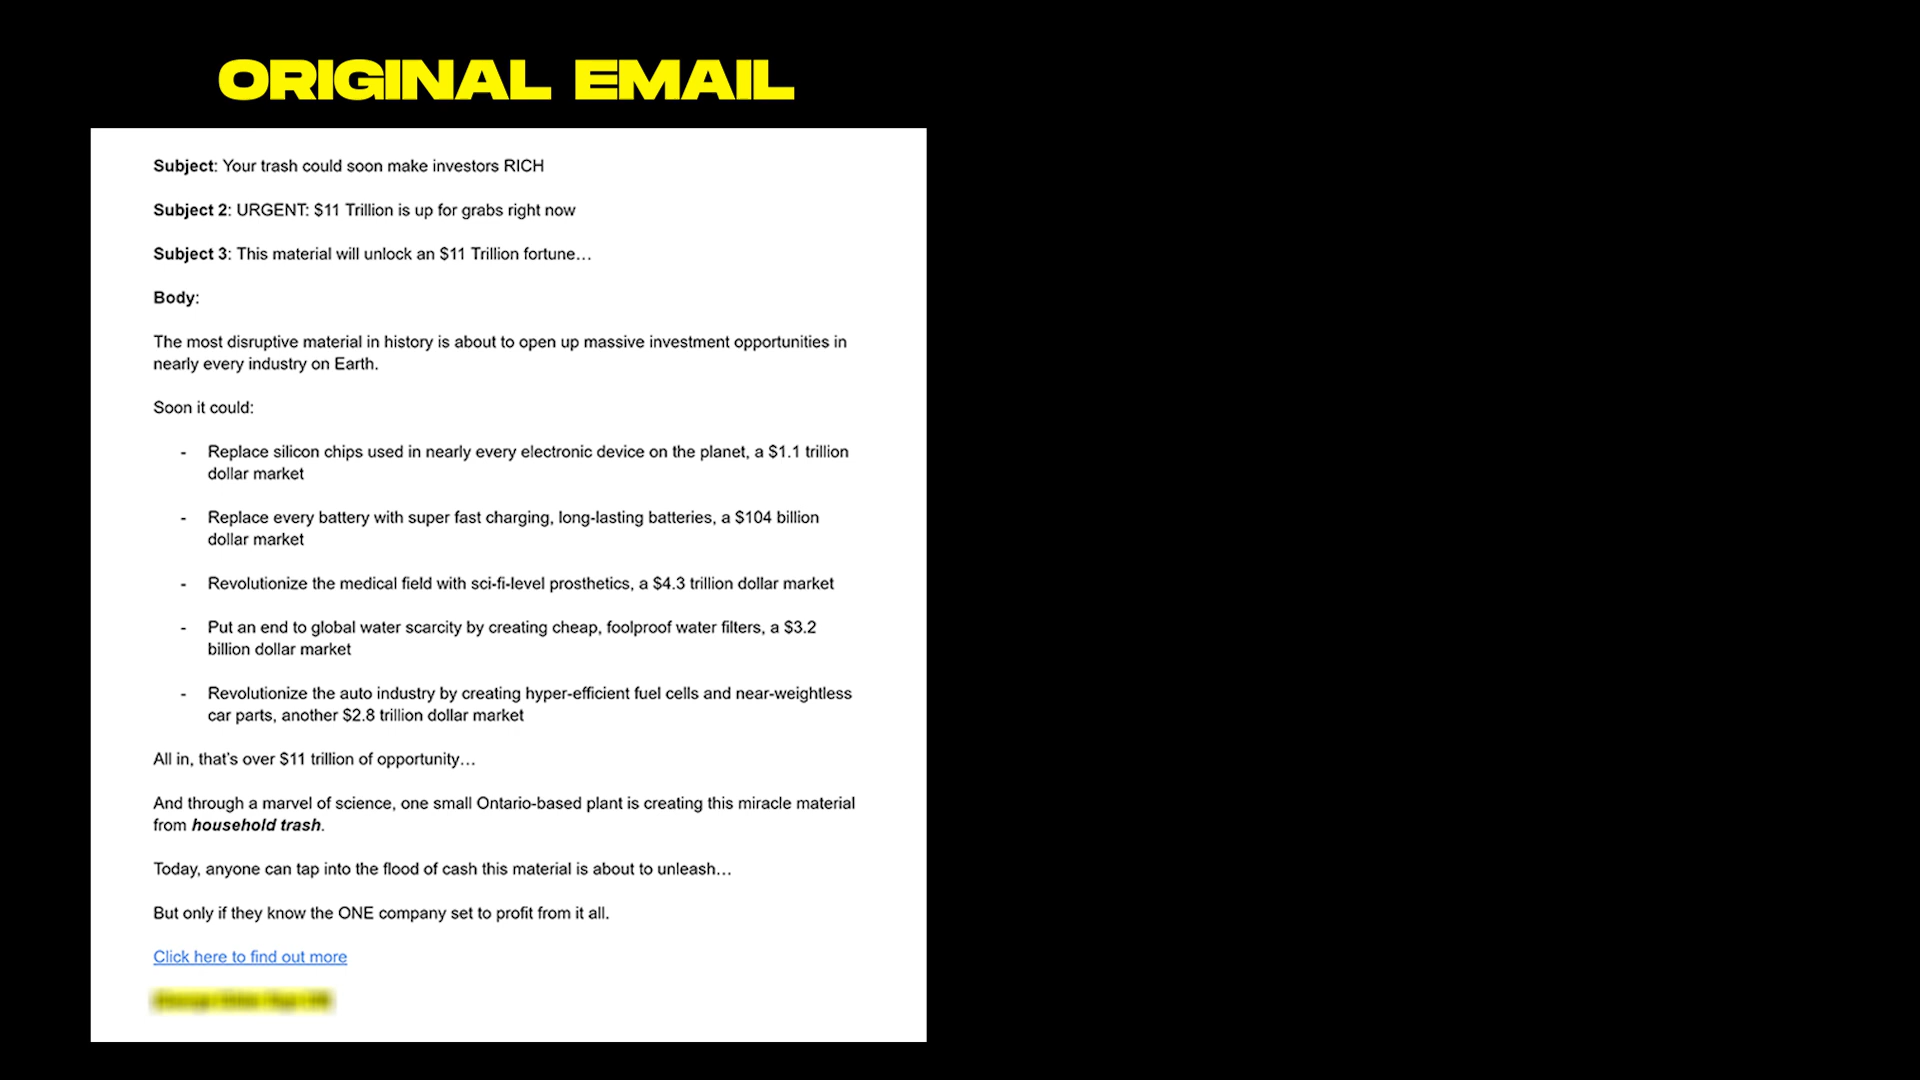 ORIGINAL EMAIL
Subject: Your trash could soon make investors RICH
Subject 2: URGENT: $11 Trillion is up for grabs right now
Subject 3: This material will unlock an $11 Trillion fortune…
Body:
The most disruptive material in history is about to open up massive investment opportunities in
nearly every industry on Earth.
Soon it could:
- Replace silicon chips used in nearly every electronic device on the planet, a $1.1 trillion
dollar market
- Replace every battery with super fast charging, long-lasting batteries, a $104 billion
dollar market
- Revolutionize the medical field with sci-fi-level prosthetics, a $4.3 trillion dollar market
- Put an end to global water scarcity by creating cheap, foolproof water filters, a $3.2
billion dollar market
- Revolutionize the auto industry by creating hyper-efficient fuel cells and near-weightless
car parts, another $2.8 trillion dollar market
All in, that’s over $11 trillion of opportunity…
And through a marvel of science, one small Ontario-based plant is creating this miracle material
from household trash.
Today, anyone can tap into the flood of cash this material is about to unleash…
But only if they know the ONE company set to profit from it all.
Click here to find out more